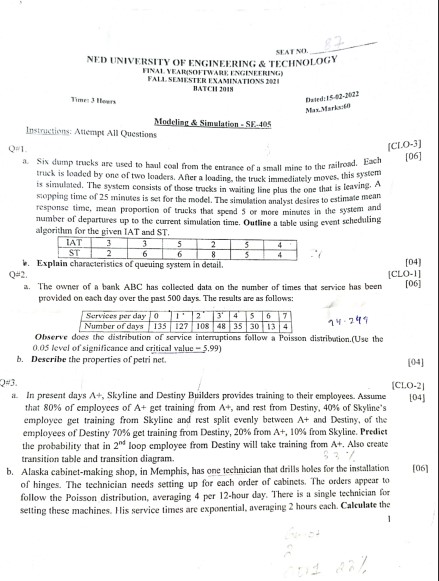 SEAT NO.
NED UNIVERSITY OF ENGINEERING & TECHNOLOGY
FINAL YEAR(SOFTWARE ENGINEERING)
FALL SEMESTER EXAMINATIONS 2021
BATCH 2018
Time: 3 Hours
Dated:15-02-2022
Max.Marks:60
Modeling & Simulation - SE-405
Instructions: Attempt All Questions
Q#1. [CLO-3]
a. Six dump trucks are used to haul coal from the entrance of a small mine to the railroad. Each [06]
truck is loaded by one of two loaders. After a loading, the truck immediately moves, this system
is simulated. The system consists of those trucks in waiting line plus the one that is leaving. A
stopping time of 25 minutes is set for the model. The simulation analyst desires to estimate mean
response time, mean proportion of trucks that spend 5 or more minutes in the system and
number of departures up to the current simulation time. Outline a table using event scheduling
algorithm for the given IAT and ST.
IAT 3 3 5 2 5 4
ST 2 6 6 8 5 4
b. Explain characteristics of queuing system in detail. [04]
Q#2. [CLO-1]
a. The owner of a bank ABC has collected data on the number of times that service has been [06]
provided on each day over the past 500 days. The results are as follows:
Services per day 0 1 2 3 4 5 6 7
Number of days 135 127 108 48 35 30 13 4
Observe does the distribution of service interruptions follow a Poisson distribution.(Use the
0.05 level of significance and critical value = 5.99)
b. Describe the properties of petri net. [04]
Q#3. [CLO-2]
a. In present days A+, Skyline and Destiny Builders provides training to their employees. Assume [04]
that 80% of employees of A+ get training from A+, and rest from Destiny, 40% of Skyline's
employee get training from Skyline and rest split evenly between A+ and Destiny, of the
employees of Destiny 70% get training from Destiny, 20% from A+, 10% from Skyline. Predict
the probability that in 2nd loop employee from Destiny will take training from A+. Also create
transition table and transition diagram.
b. Alaska cabinet-making shop, in Memphis, has one technician that drills holes for the installation [06]
of hinges. The technician needs setting up for each order of cabinets. The orders appear to
follow the Poisson distribution, averaging 4 per 12-hour day. There is a single technician for
setting these machines. His service times are exponential, averaging 2 hours each. Calculate the
1